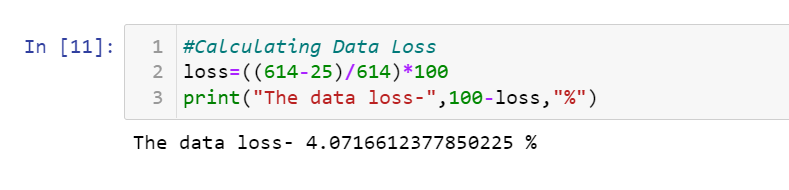 In [11]:
1 #Calculating Data Loss
2 loss=((614-25)/614)*100
3 print("The data loss-",100-loss,"%")
The data loss- 4.0716612377850225 %